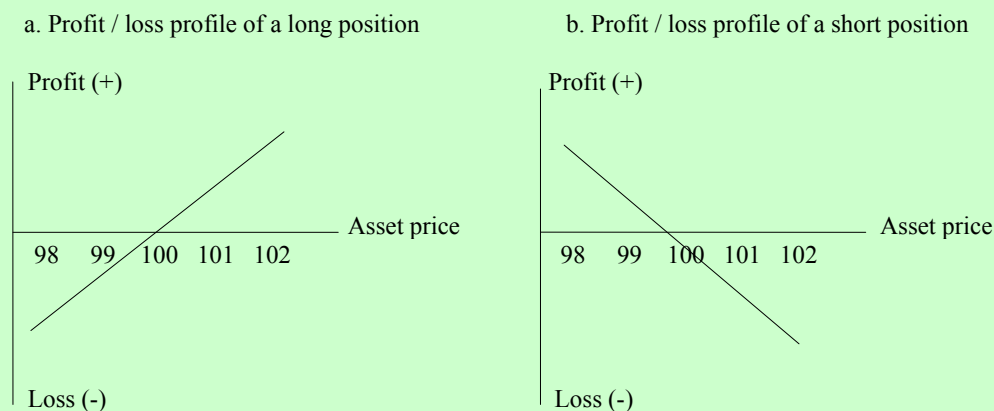 a. Profit / loss profile of a long position
Profit (+)
Asset price
98 99 100 101 102
Loss (-)
b. Profit / loss profile of a short position
Profit (+)
Asset price
98 99 100 101 102
Loss (-)